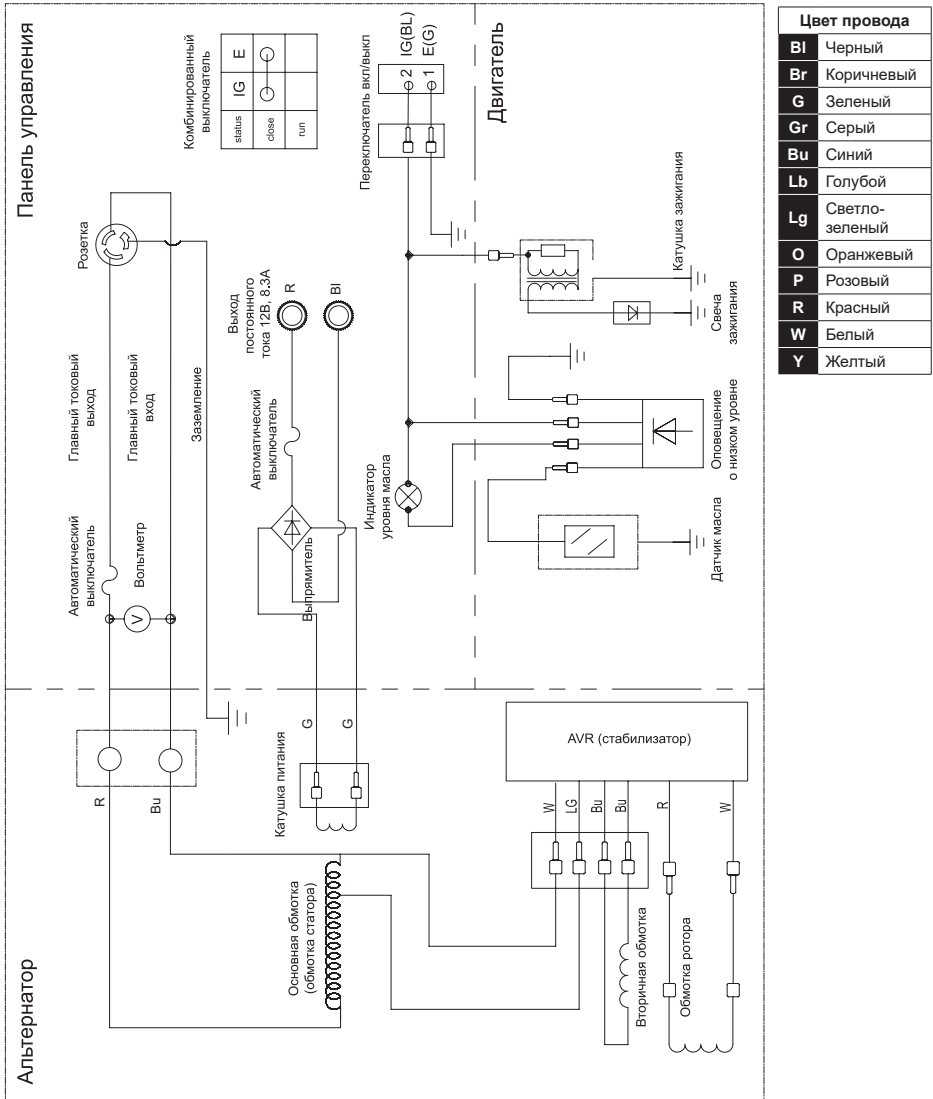 Панель управления
Комбинированный
выключатель
status
IG
E
close
run
Переключатель вкл/выкл
2
IG(BL)
1
E(G)
Двигатель
Розетка
Главный токовый
выход
Главный токовый
вход
Заземление
Автоматический
выключатель
Вольтметр
V
Выход
постоянного
тока 12В, 8.3А
R
Bl
Автоматический
выключатель
Выпрямитель
Индикатор
уровня масла
Катушка зажигания
Свеча
зажигания
Оповещение
о низком уровне
Датчик масла
Альтернатор
R
Bu
Катушка питания
G
G
Основная обмотка
(обмотка статора)
AVR (стабилизатор)
W
LG
Bu
Bu
R
W
Вторичная обмотка
Обмотка ротора
Цвет провода
Bl Черный
Br Коричневый
G Зеленый
Gr Серый
Bu Синий
Lb Голубой
Lg Светло-
зеленый
O Оранжевый
P Розовый
R Красный
W Белый
Y Желтый